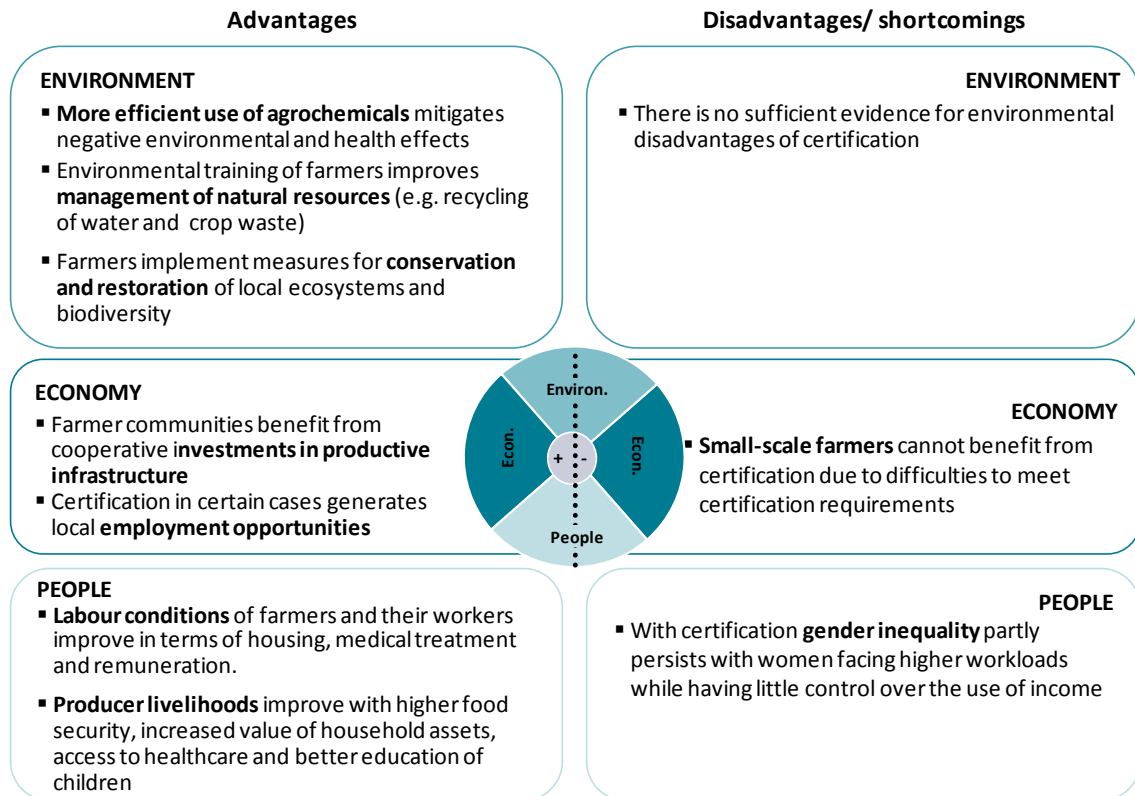 Advantages
Disadvantages/ shortcomings
ENVIRONMENT
▪ More efficient use of agrochemicals mitigates
negative environmental and health effects
▪ Environmental training of farmers improves
management of natural resources (e.g. recycling
of water and crop waste)
▪ Farmers implement measures for conservation
and restoration of local ecosystems and
biodiversity
ENVIRONMENT
▪ There is no sufficient evidence for environmental
disadvantages of certification
ECONOMY
▪ Farmer communities benefit from
cooperative investments in productive
infrastructure
▪ Certification in certain cases generates
local employment opportunities
Environ.
Econ.
+
-
Econ.
People
ECONOMY
▪ Small-scale farmers cannot benefit from
certification due to difficulties to meet
certification requirements
PEOPLE
▪ Labour conditions of farmers and their workers
improve in terms of housing, medical treatment
and remuneration.
▪ Producer livelihoods improve with higher food
security, increased value of household assets,
access to healthcare and better education of
children
PEOPLE
▪ With certification gender inequality partly
persists with women facing higher workloads
while having little control over the use of income